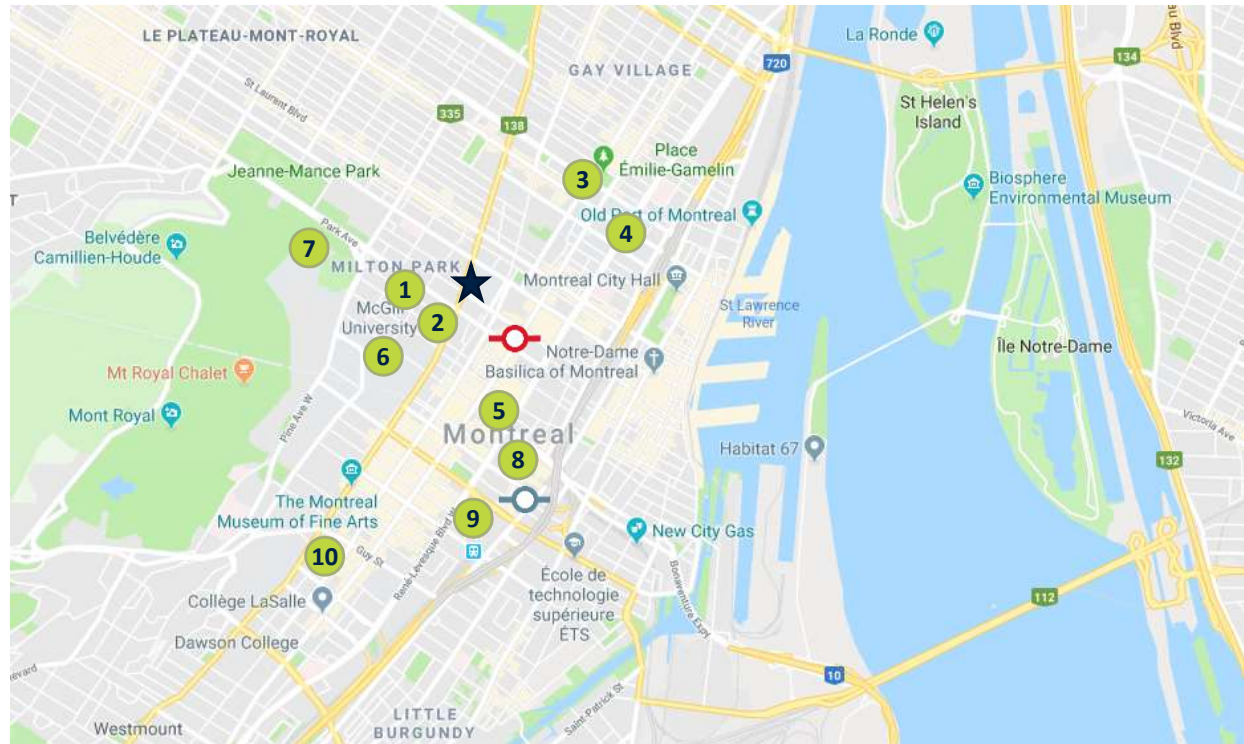 LE PLATEAU-MONT-ROYAL
La Ronde
au Blvd
GAY VILLAGE
720
134
St Laurent Blvd
335
138
St Helen's
Island
Place
Émilie-Gamelin
Jeanne-Mance Park
3
Biosphere
Environmental Museum
T
Old Port of Montreal
4
Park Ave
Belvédère
Camillien-Houde
7
MILTON PARK
Montreal City Hall
1
McGill
University
2
St Lawrence
River
6
Notre-Dame
Basilica of Montreal
Île Notre-Dame
Mt Royal Chalet
Mont Royal
Pine Ave W
5
Montreal
Victoria Ave
8
Habitat 67
132
The Montreal
Museum of Fine Arts
9
René-Lévesque Blvd W
New City Gas
10
Guy St
École de
technologie
supérieure
ÉTS
Bonaventure Expy
Collège LaSalle
112
Dawson College
10
Saint-Patrick St
LITTLE
BURGUNDY
Westmount